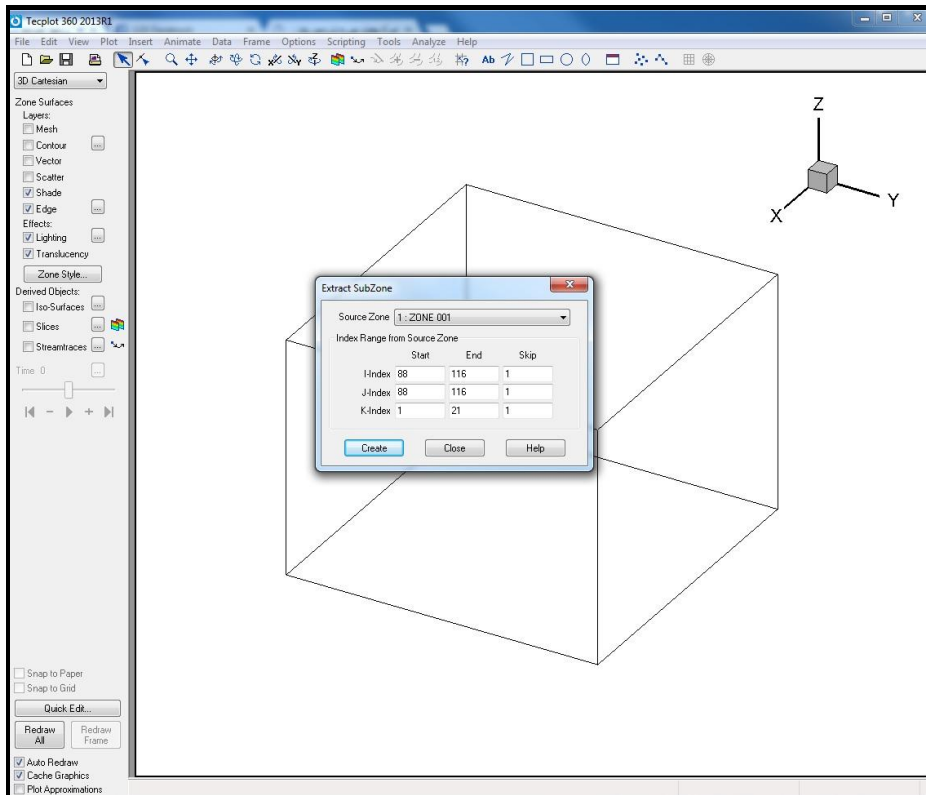 Tecplot 360 2013R1
File Edit View Plot Insert Animate Data Frame Options Scripting Tools Analyze Help
Ab
3D Cartesian
Zone Surfaces
Layers:
Mesh
Contour ...
Vector
Scatter
Shade
Edge ...
Effects:
Lighting ...
Translucency
Zone Style...
Derived Objects:
Iso-Surfaces ...
Slices ...
Streamtraces ...
Time 0 ...
Snap to Paper
Snap to Grid
Quick Edit...
Redraw All
Redraw Frame
Auto Redraw
Cache Graphics
Plot Approximations
Z
X
Y
Extract SubZone
Source Zone 1 : ZONE 001
Index Range from Source Zone
Start End Skip
I-Index 88 116 1
J-Index 88 116 1
K-Index 1 21 1
Create Close Help